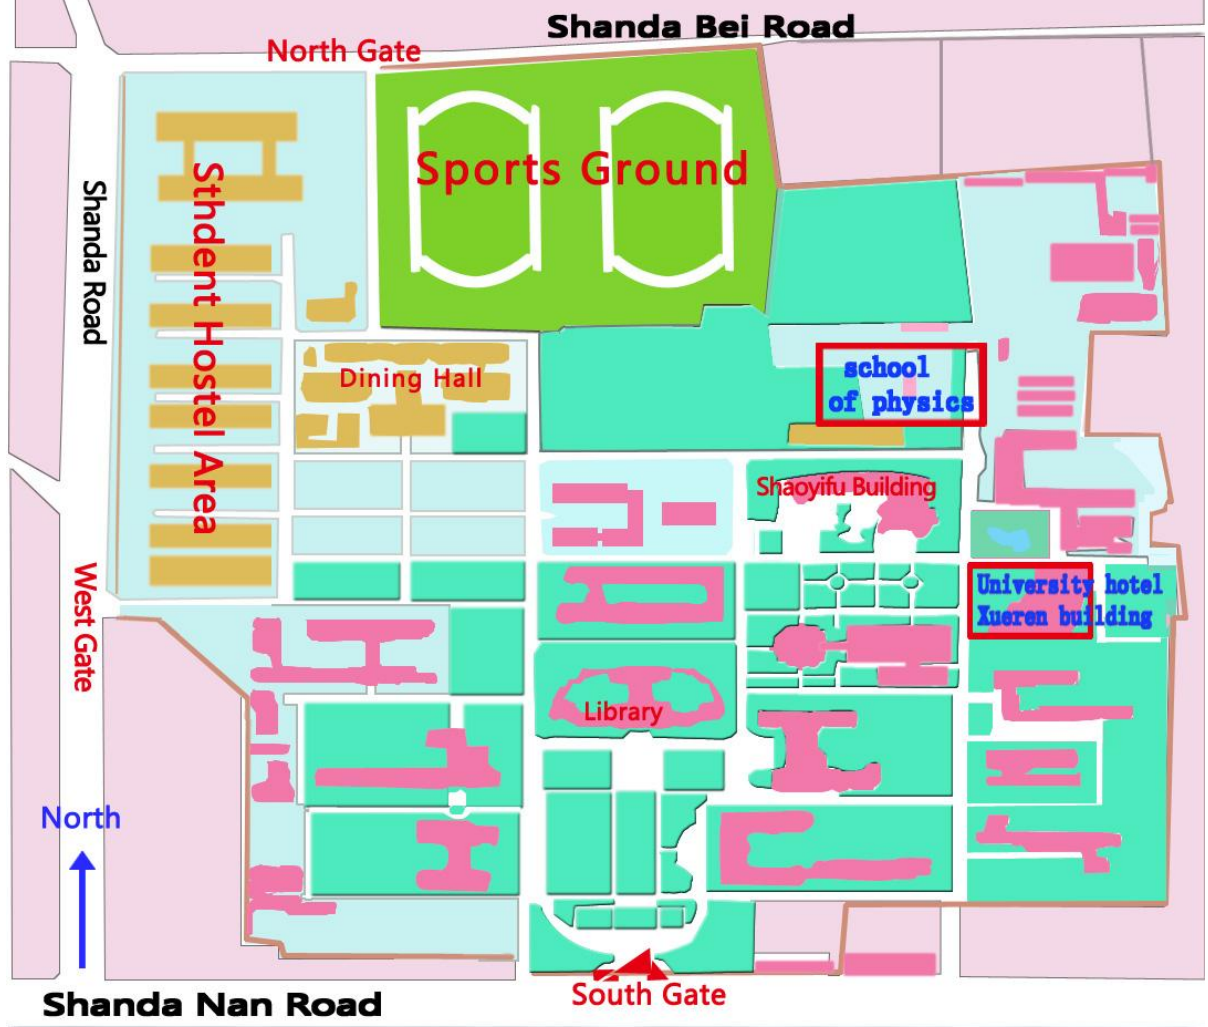 Shanda Bei Road
North Gate
Sports Ground
Sthdent Hostel Area
Shanda Road
school
of physics
Dining Hall
Shaoyifu Building
West Gate
University hotel
Xueren building
Library
North
South Gate
Shanda Nan Road